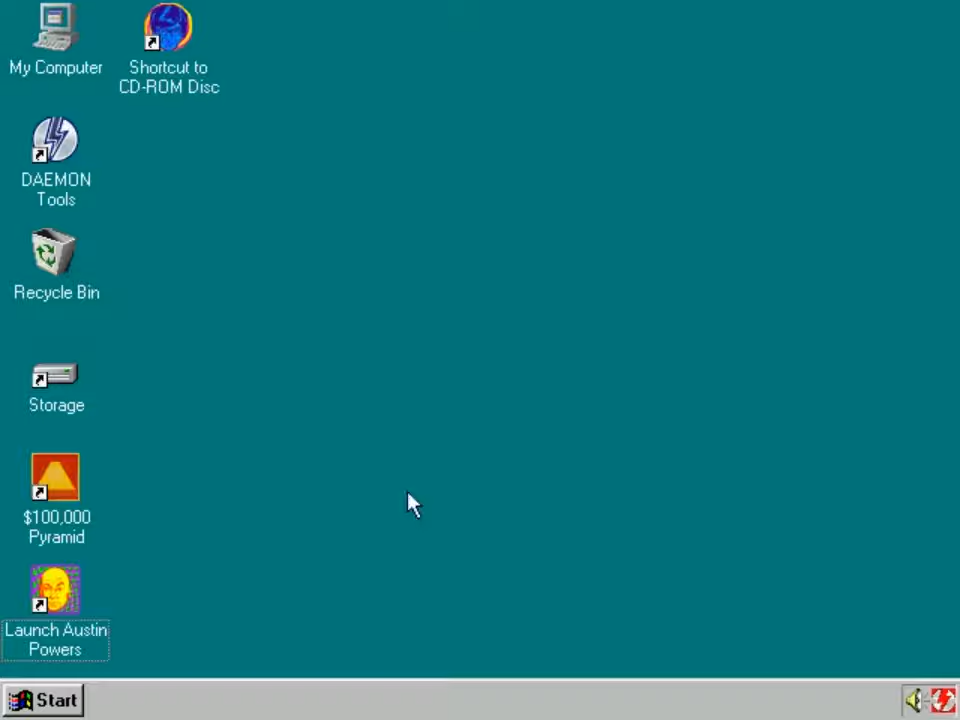 My Computer
Shortcut to
CD-ROM Disc
DAEMON
Tools
Recycle Bin
Storage
$100,000
Pyramid
Launch Austin
Powers
Start